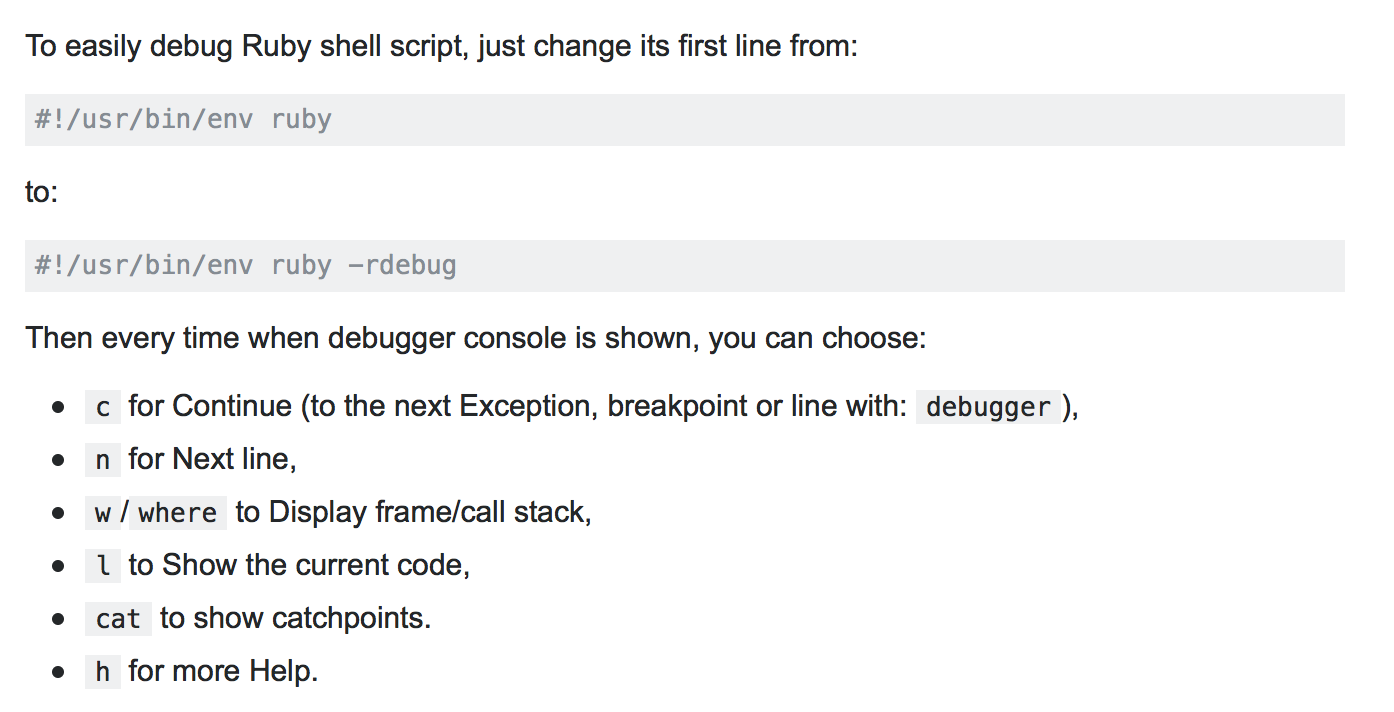 To easily debug Ruby shell script, just change its first line from:
#!/usr/bin/env ruby
to:
#!/usr/bin/env ruby -rdebug
Then every time when debugger console is shown, you can choose:
• c for Continue (to the next Exception, breakpoint or line with: debugger ),
• n for Next line,
• w / where to Display frame/call stack,
• l to Show the current code,
• cat to show catchpoints.
• h for more Help.